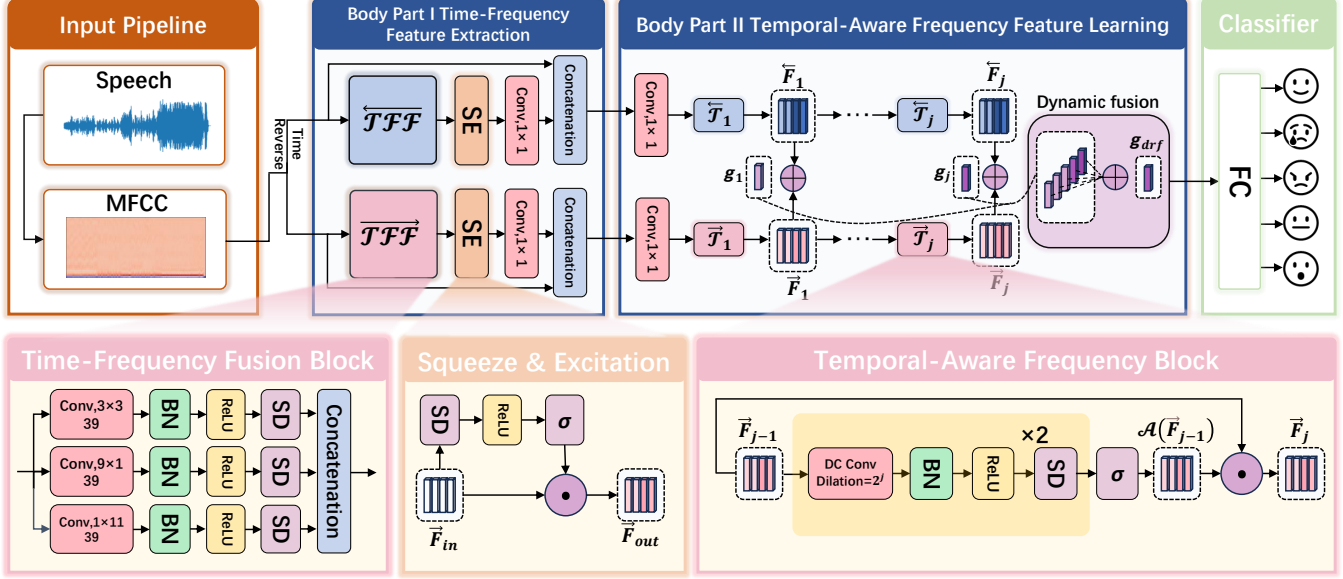 Input Pipeline
Speech
MFCC
Time
Reverse
Body Part I Time-Frequency
Feature Extraction
𝒯ℱℱ
SE
Conv,1×1
Concatenation
𝒯ℱℱ
SE
Conv,1×1
Concatenation
Body Part II Temporal-Aware Frequency Feature Learning
Conv,1×1
𝒯₁
F₁
......
𝒯ⱼ
Fⱼ
g₁
gⱼ
Dynamic fusion
g_drf
Conv,1×1
𝒯₁
F₁
......
𝒯ⱼ
Fⱼ
Classifier
FC
Time-Frequency Fusion Block
Conv,3×3
39
BN
ReLU
SD
Conv,9×1
39
BN
ReLU
SD
Conv,1×11
39
BN
ReLU
SD
Concatenation
Squeeze & Excitation
SD
ReLU
σ
F_in
F_out
Temporal-Aware Frequency Block
Fⱼ₋₁
DC Conv
Dilation=2ʲ
BN
ReLU
SD
×2
σ
𝒜(Fⱼ₋₁)
Fⱼ